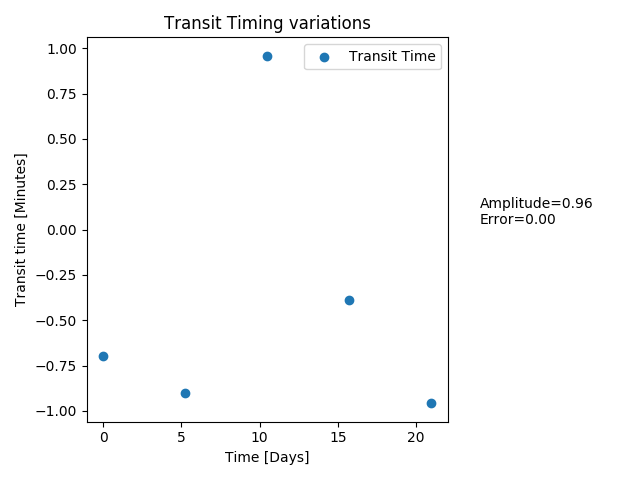 Transit Timing variations
Transit Time
1.00
0.75
0.50
0.25
0.00
−0.25
−0.50
−0.75
−1.00
Transit time [Minutes]
0 5 10 15 20
Time [Days]
Amplitude=0.96
Error=0.00